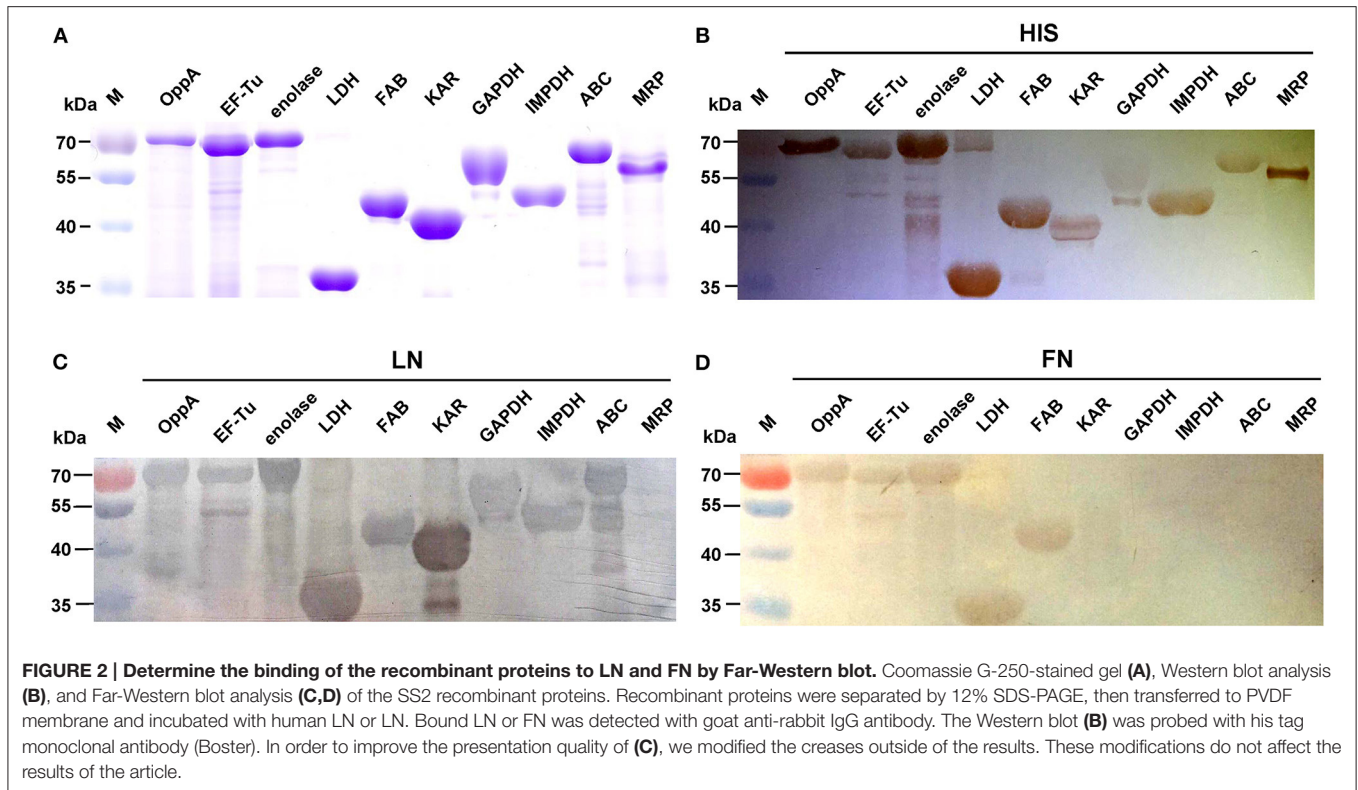 A
kDa M OppA EF-Tu enolase LDH FAB KAR GAPDH IMPDH ABC MRP
70
55
40
35
B
HIS
kDa M OppA EF-Tu enolase LDH FAB KAR GAPDH IMPDH ABC MRP
70
55
40
35
C
LN
kDa M OppA EF-Tu enolase LDH FAB KAR GAPDH IMPDH ABC MRP
70
55
40
35
D
FN
kDa M OppA EF-Tu enolase LDH FAB KAR GAPDH IMPDH ABC MRP
70
55
40
35
FIGURE 2 | Determine the binding of the recombinant proteins to LN and FN by Far-Western blot. Coomassie G-250-stained gel (A), Western blot analysis
(B), and Far-Western blot analysis (C,D) of the SS2 recombinant proteins. Recombinant proteins were separated by 12% SDS-PAGE, then transferred to PVDF
membrane and incubated with human LN or LN. Bound LN or FN was detected with goat anti-rabbit IgG antibody. The Western blot (B) was probed with his tag
monoclonal antibody (Boster). In order to improve the presentation quality of (C), we modified the creases outside of the results. These modifications do not affect the
results of the article.